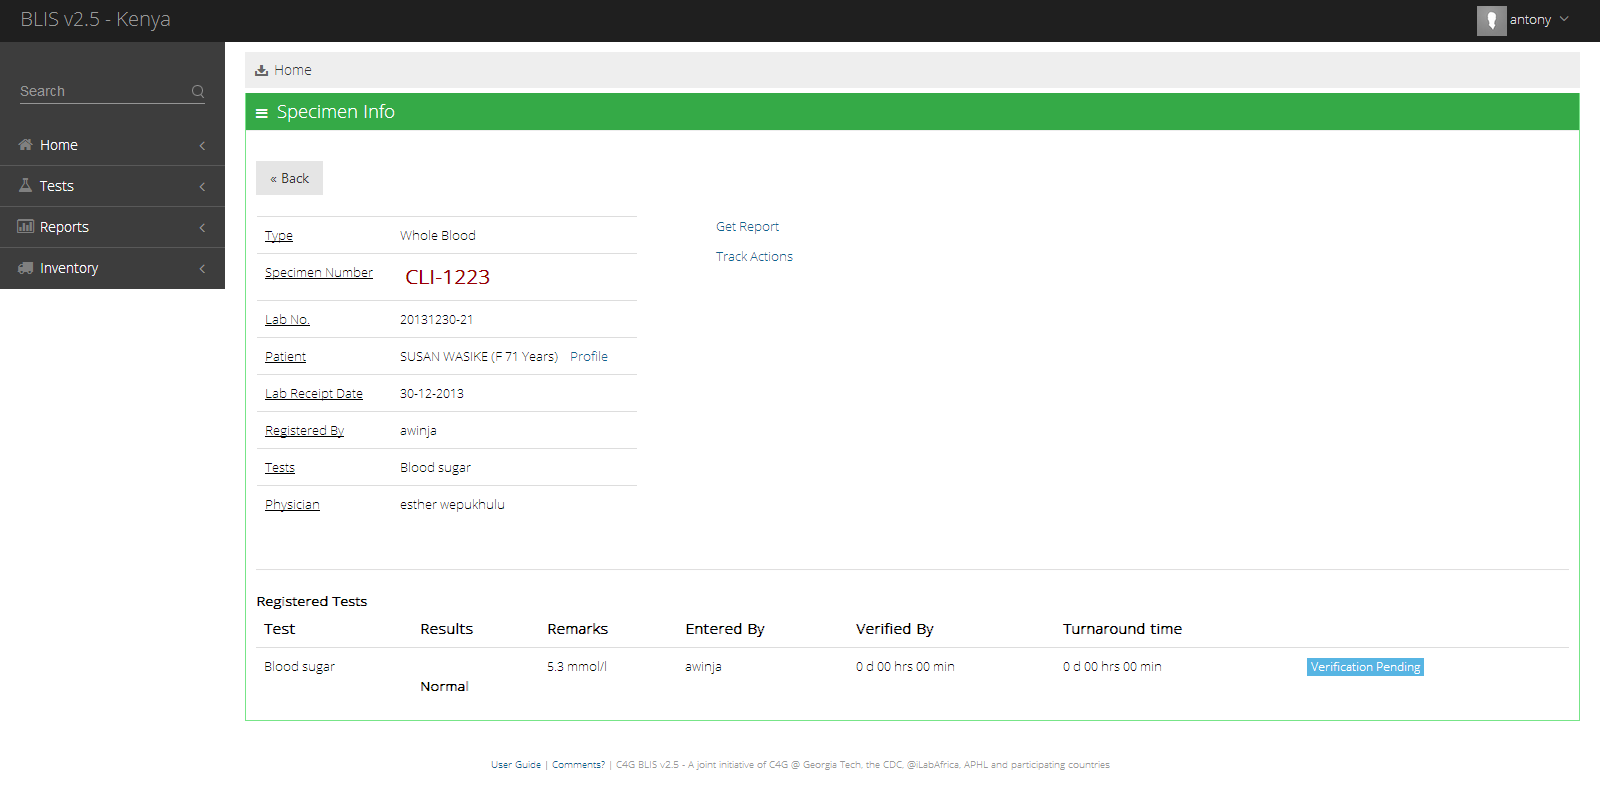 BLIS v2.5 - Kenya
antony
Search
Home
Tests
Reports
Inventory
Home
Specimen Info
« Back
Type Whole Blood
Specimen Number CLI-1223
Lab No. 20131230-21
Patient SUSAN WASIKE (F 71 Years) Profile
Lab Receipt Date 30-12-2013
Registered By awinja
Tests Blood sugar
Physician esther wepukhulu
Get Report
Track Actions
Registered Tests
Test Results Remarks Entered By Verified By Turnaround time
Blood sugar 5.3 mmol/l awinja 0 d 00 hrs 00 min 0 d 00 hrs 00 min Verification Pending
Normal
User Guide | Comments? | C4G BLIS v2.5 - A joint initiative of C4G @ Georgia Tech, the CDC, @iLabAfrica, APHL and participating countries